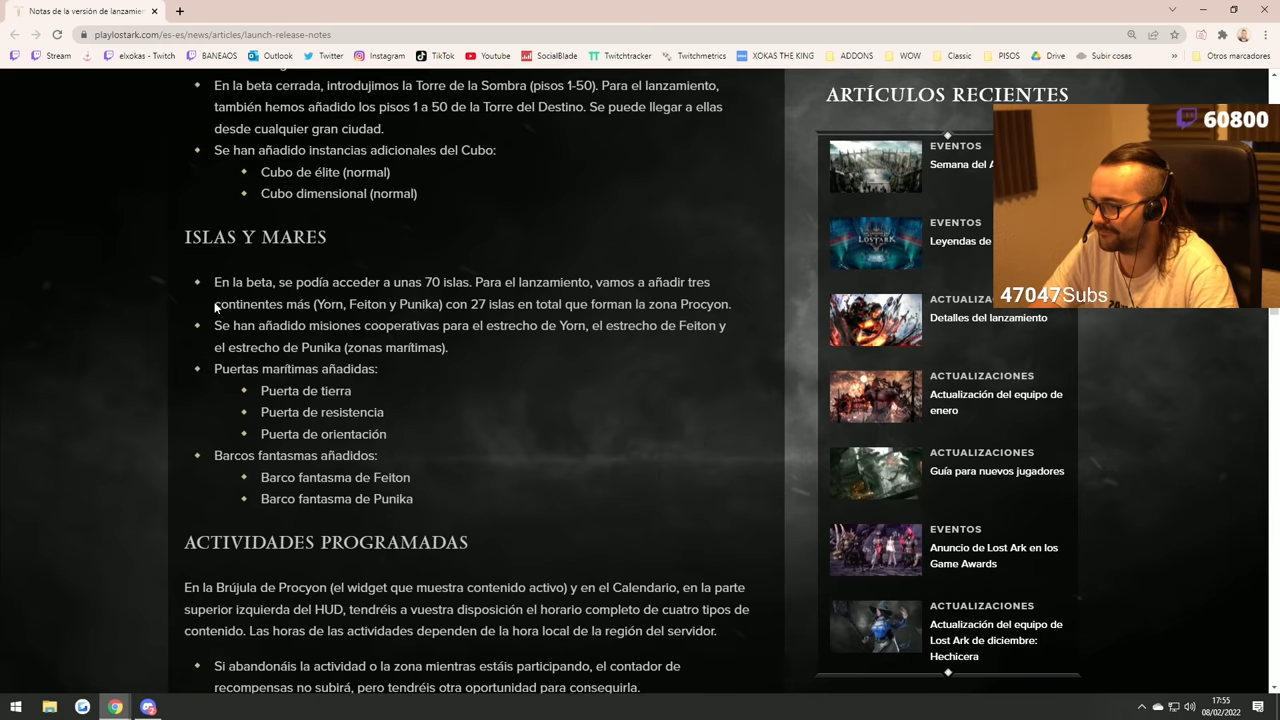 Notas de la versión de lanzamien
playlostark.com/es-es/news/articles/launch-release-notes
Stream
elxokas - Twitch
BANEAOS
Outlook
Twitter
Instagram
TikTok
Youtube
SocialBlade
Twitchtracker
Twitchmetrics
XOKAS THE KING
ADDONS
WOW
Classic
PISOS
Drive
Subir cosas
»
Otros marcadores
En la beta cerrada, introdujimos la Torre de la Sombra (pisos 1-50). Para el lanzamiento,
también hemos añadido los pisos 1 a 50 de la Torre del Destino. Se puede llegar a ellas
desde cualquier gran ciudad.
Se han añadido instancias adicionales del Cubo:
Cubo de élite (normal)
Cubo dimensional (normal)
ISLAS Y MARES
En la beta, se podía acceder a unas 70 islas. Para el lanzamiento, vamos a añadir tres
continentes más (Yorn, Feiton y Punika) con 27 islas en total que forman la zona Procyon.
Se han añadido misiones cooperativas para el estrecho de Yorn, el estrecho de Feiton y
el estrecho de Punika (zonas marítimas).
Puertas marítimas añadidas:
Puerta de tierra
Puerta de resistencia
Puerta de orientación
Barcos fantasmas añadidos:
Barco fantasma de Feiton
Barco fantasma de Punika
ACTIVIDADES PROGRAMADAS
En la Brújula de Procyon (el widget que muestra contenido activo) y en el Calendario, en la parte
superior izquierda del HUD, tendréis a vuestra disposición el horario completo de cuatro tipos de
contenido. Las horas de las actividades dependen de la hora local de la región del servidor.
Si abandonáis la actividad o la zona mientras estáis participando, el contador de
recompensas no subirá, pero tendréis otra oportunidad para conseguirla.
ARTÍCULOS RECIENTES
60800
EVENTOS
Semana del A
EVENTOS
Leyendas de
LOST ARK
47047Subs
ACTUALIZA
Detalles del lanzamiento
ACTUALIZACIONES
Actualización del equipo de
enero
ACTUALIZACIONES
Guía para nuevos jugadores
EVENTOS
Anuncio de Lost Ark en los
Game Awards
ACTUALIZACIONES
Actualización del equipo de
Lost Ark de diciembre:
Hechicera
17:55
08/02/2022